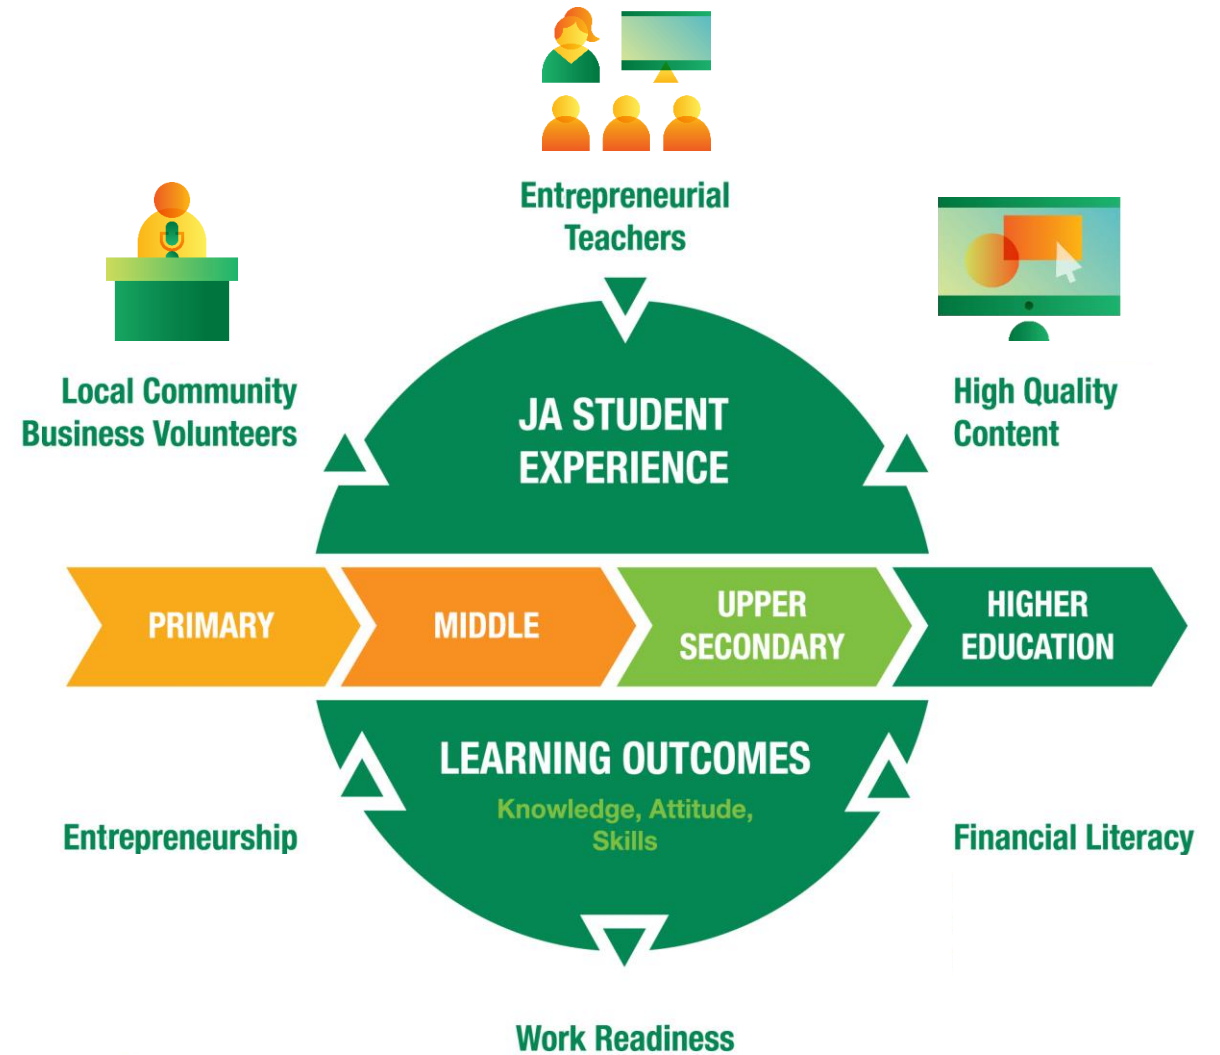 Entrepreneurial
Teachers
Local Community
Business Volunteers
High Quality
Content
JA STUDENT
EXPERIENCE
PRIMARY
MIDDLE
UPPER
SECONDARY
HIGHER
EDUCATION
LEARNING OUTCOMES
Knowledge, Attitude,
Skills
Entrepreneurship
Financial Literacy
Work Readiness